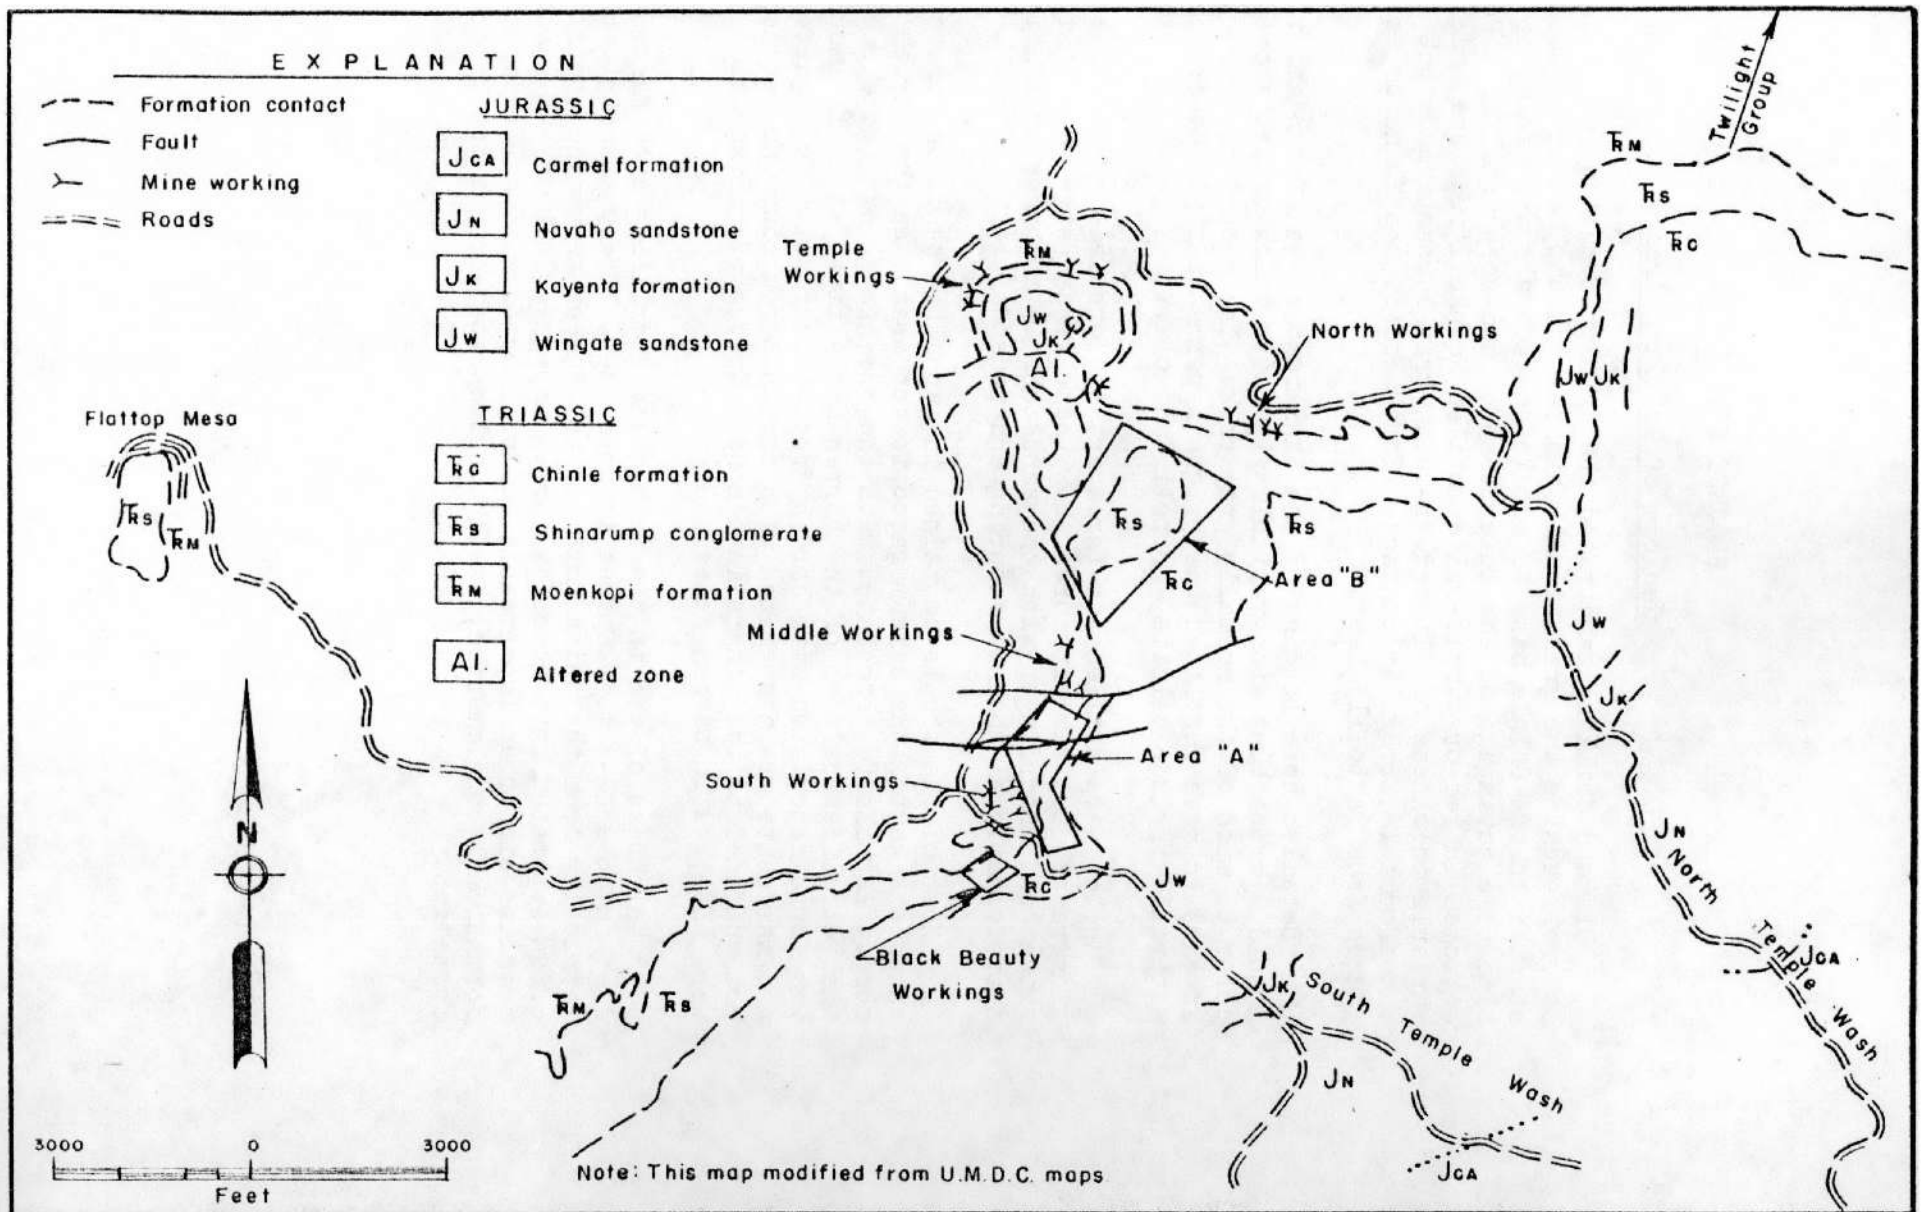 EXPLANATION
Formation contact
Fault
Mine working
Roads
JURASSIC
JCA Carmel formation
JN Navaho sandstone
JK Kayenta formation
JW Wingate sandstone
TRIASSIC
TRC Chinle formation
TRS Shinarump conglomerate
TRM Moenkopi formation
Al. Altered zone
Twilight
Group
TRM
TRS
TRC
Temple
Workings
TRM
JW
JK
Al.
North Workings
JW JK
Flattop Mesa
TRS
TRM
TRS
TRS
TRC
Area "B"
Middle Workings
JW
JK
Area "A"
South Workings
N
JN
North Temple Wash
JCA
TRC
JW
Black Beauty
Workings
TRM
TRS
JK
South Temple Wash
JN
JCA
3000 0 3000
Feet
Note: This map modified from U.M.D.C. maps